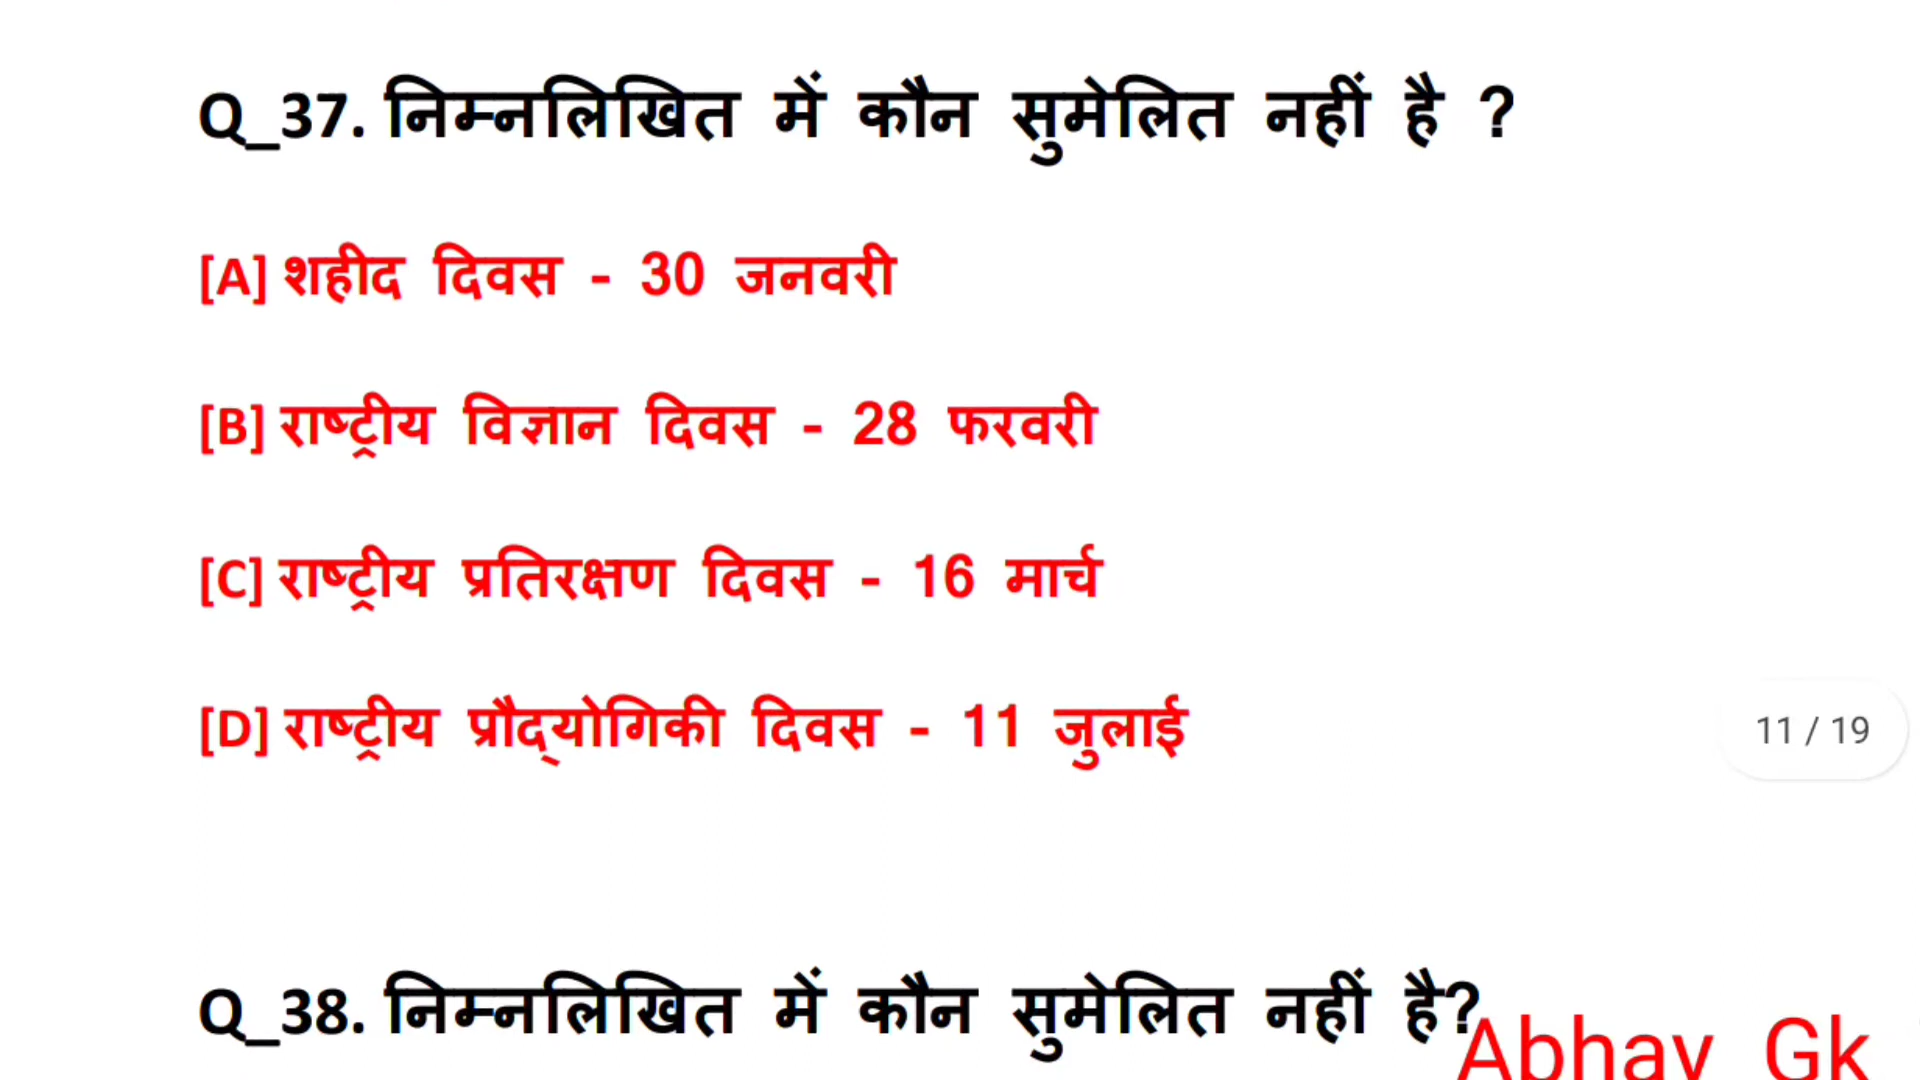 Q_37. निम्नलिखित में कौन सुमेलित नहीं है ?
[A] शहीद दिवस - 30 जनवरी
[B] राष्ट्रीय विज्ञान दिवस - 28 फरवरी
[C] राष्ट्रीय प्रतिरक्षण दिवस - 16 मार्च
[D] राष्ट्रीय प्रौद्योगिकी दिवस - 11 जुलाई
11 / 19
Q_38. निम्नलिखित में कौन सुमेलित नहीं है?
Abhay Gk